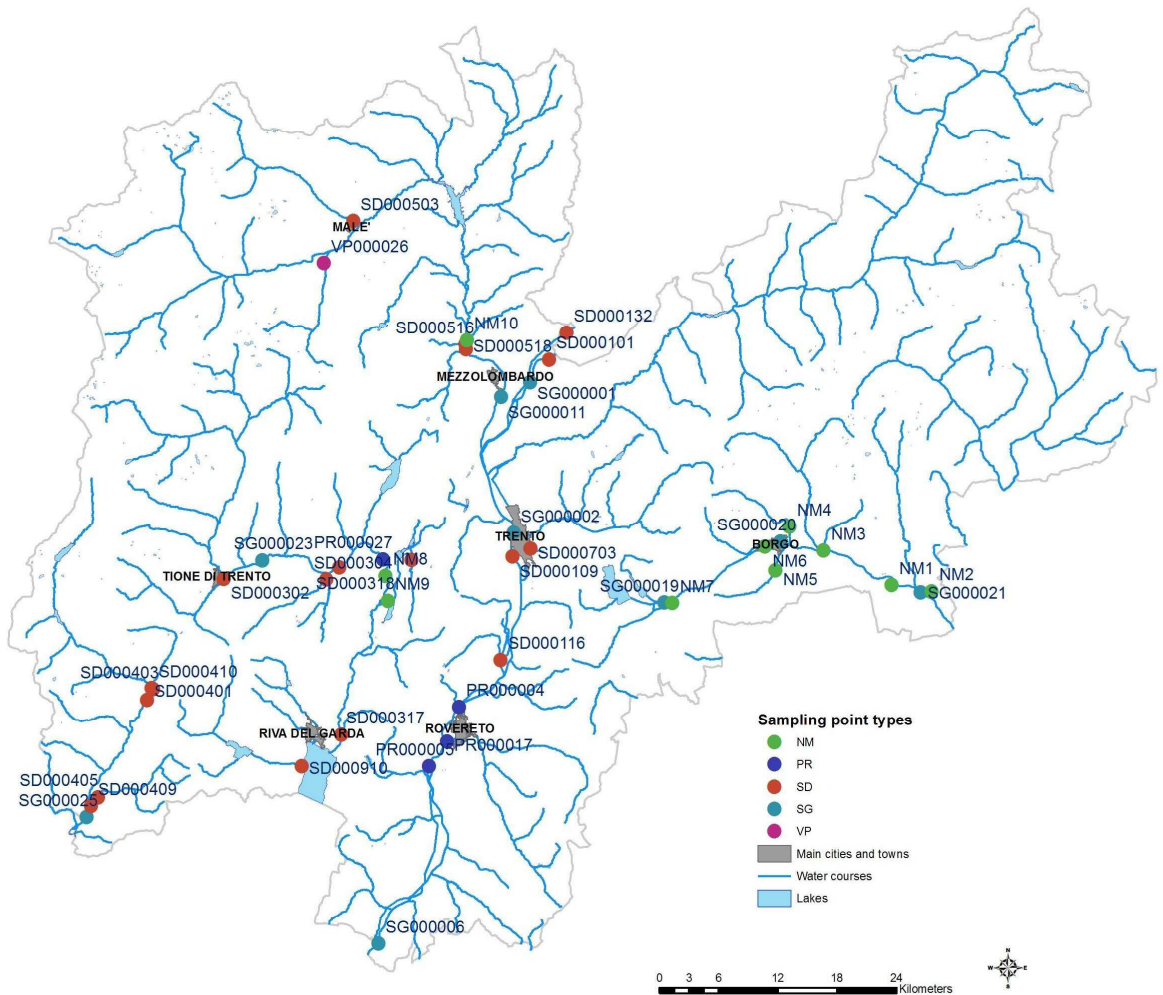 SD000503
MALE'
VP000026
SD000132
SD000516
NM10
SD000518
SD000101
MEZZOLOMBARDO
SG000001
SG000011
SG000002
TRENTO
SD000703
SD000109
NM4
SG000020
BORGO
NM3
NM6
NM5
NM1
NM2
SG000021
SG000019
NM7
SG000023
PR000027
SD000304
NM8
TIONE DI TRENTO
SD000318
NM9
SD000302
SD000116
SD000403
SD000410
SD000401
PR000004
SD000317
ROVERETO
RIVA DEL GARDA
PR000005
PR000017
SD000910
SD000405
SD000409
SG000025
SG000006
Sampling point types
NM
PR
SD
SG
VP
Main cities and towns
Water courses
Lakes
N
W
E
S
0 3 6 12 18 24
Kilometers